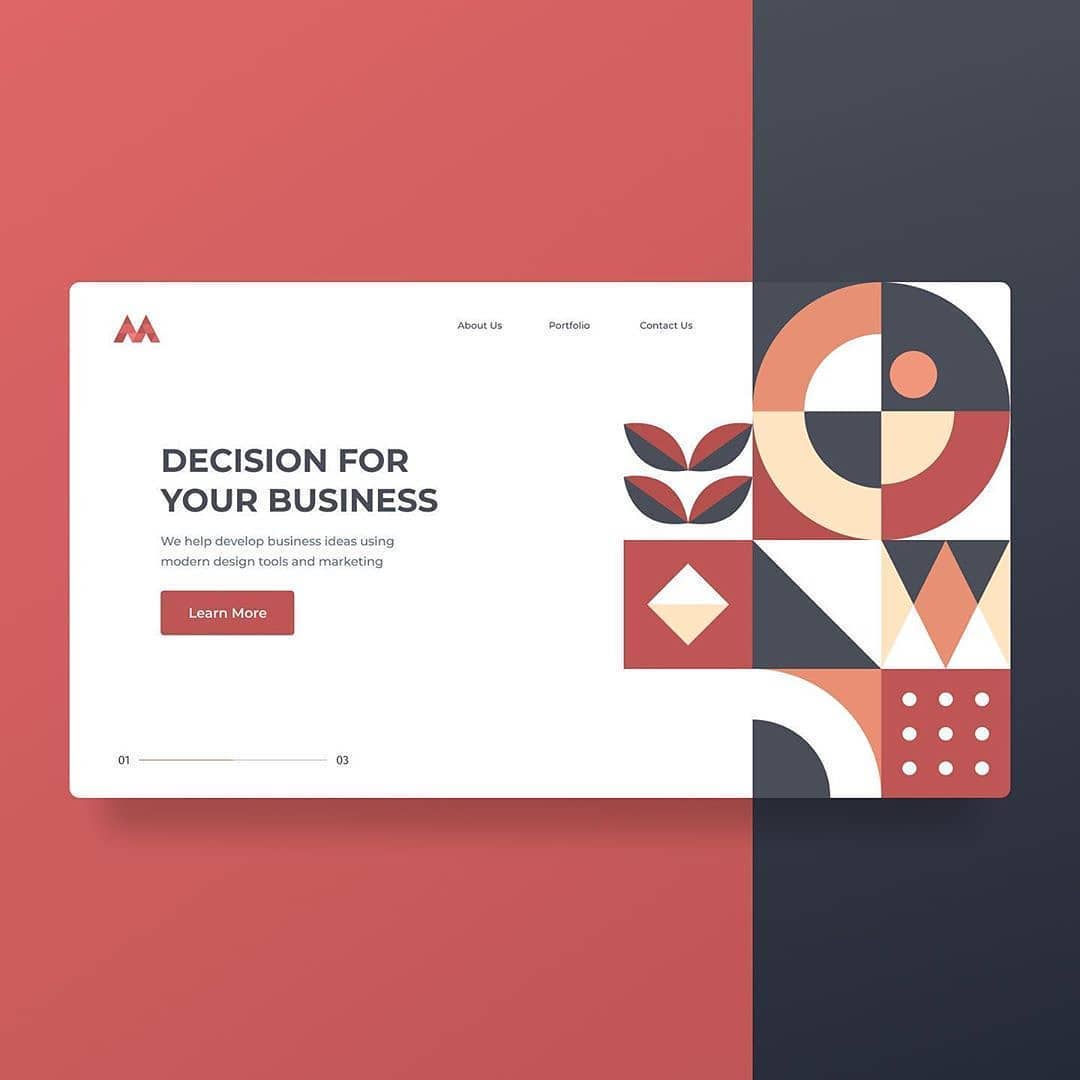 About Us
Portfolio
Contact Us
DECISION FOR
YOUR BUSINESS
We help develop business ideas using
modern design tools and marketing
Learn More
01
03